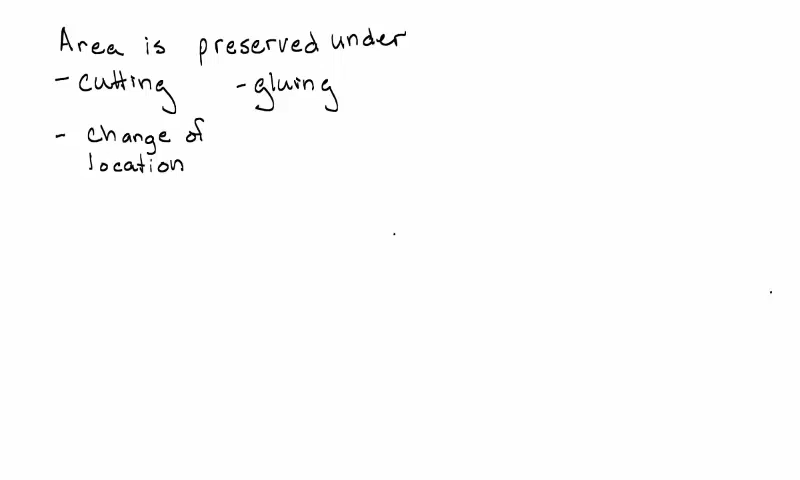 Area is preserved under
- cutting - gluing
- change of
location